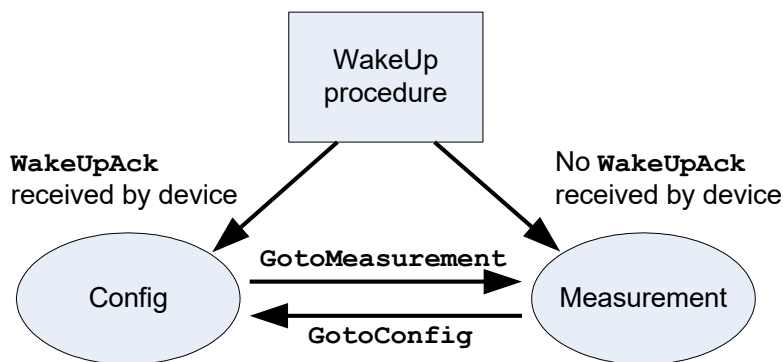 WakeUp
procedure
WakeUpAck
received by device
No WakeUpAck
received by device
GotoMeasurement
Config
Measurement
GotoConfig